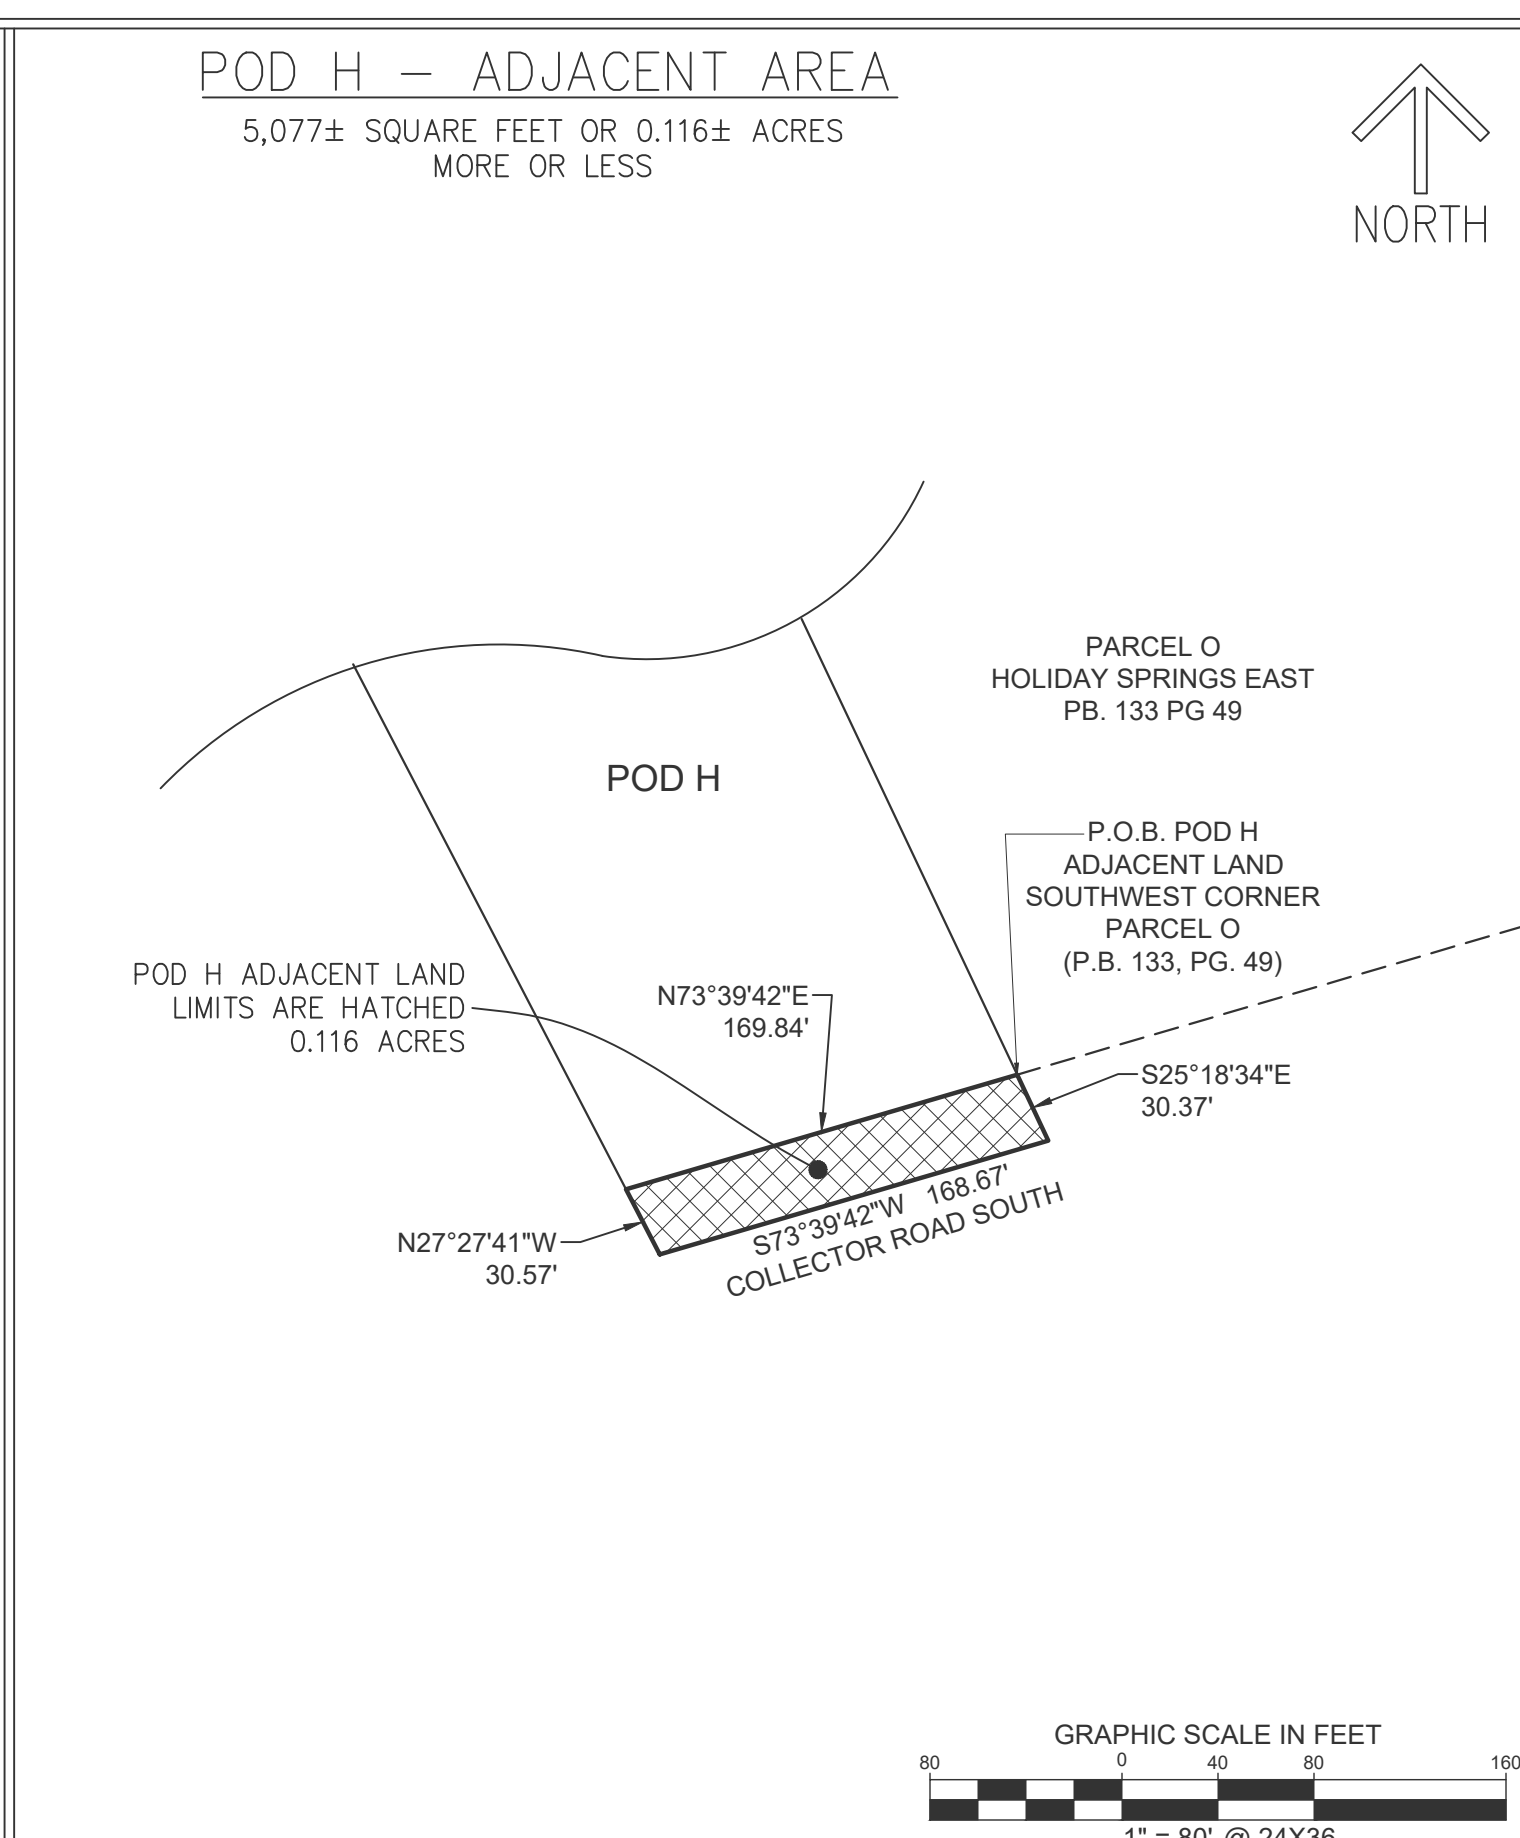 POD H – ADJACENT AREA
5,077± SQUARE FEET OR 0.116± ACRES
MORE OR LESS
NORTH
PARCEL O
HOLIDAY SPRINGS EAST
PB. 133 PG 49
POD H
P.O.B. POD H
ADJACENT LAND
SOUTHWEST CORNER
PARCEL O
(P.B. 133, PG. 49)
POD H ADJACENT LAND
LIMITS ARE HATCHED
0.116 ACRES
N73°39'42"E
169.84'
S25°18'34"E
30.37'
S73°39'42"W 168.67'
COLLECTOR ROAD SOUTH
N27°27'41"W
30.57'
GRAPHIC SCALE IN FEET
80 0 40 80 160
1" = 80' @ 24X36